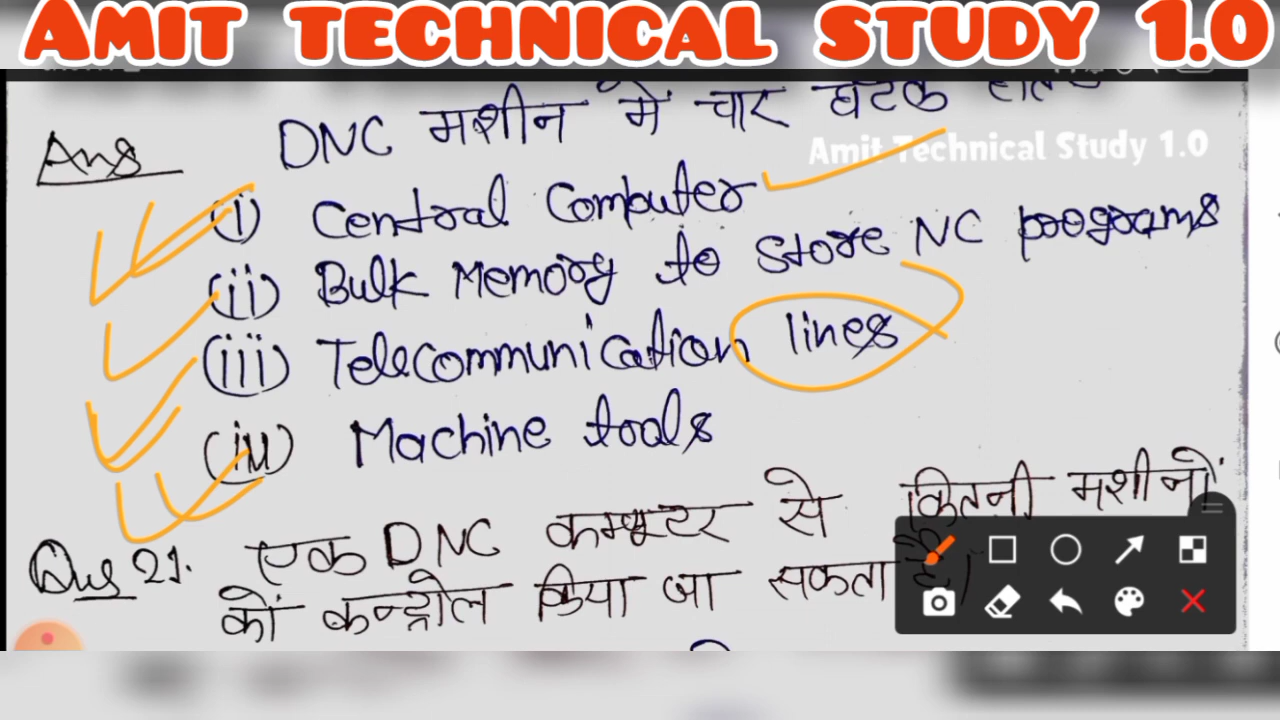 AMIT TECHNICAL STUDY 1.0
Ans DNC मशीन में चार घटक
Amit Technical Study 1.0
(i) Central Computer
(ii) Bulk Memory to store NC programs
(iii) Telecommunication lines
(iv) Machine tools
Que 21. एक DNC कम्प्यूटर से कितनी मशीनों
को कन्ट्रोल किया जा सकता है।